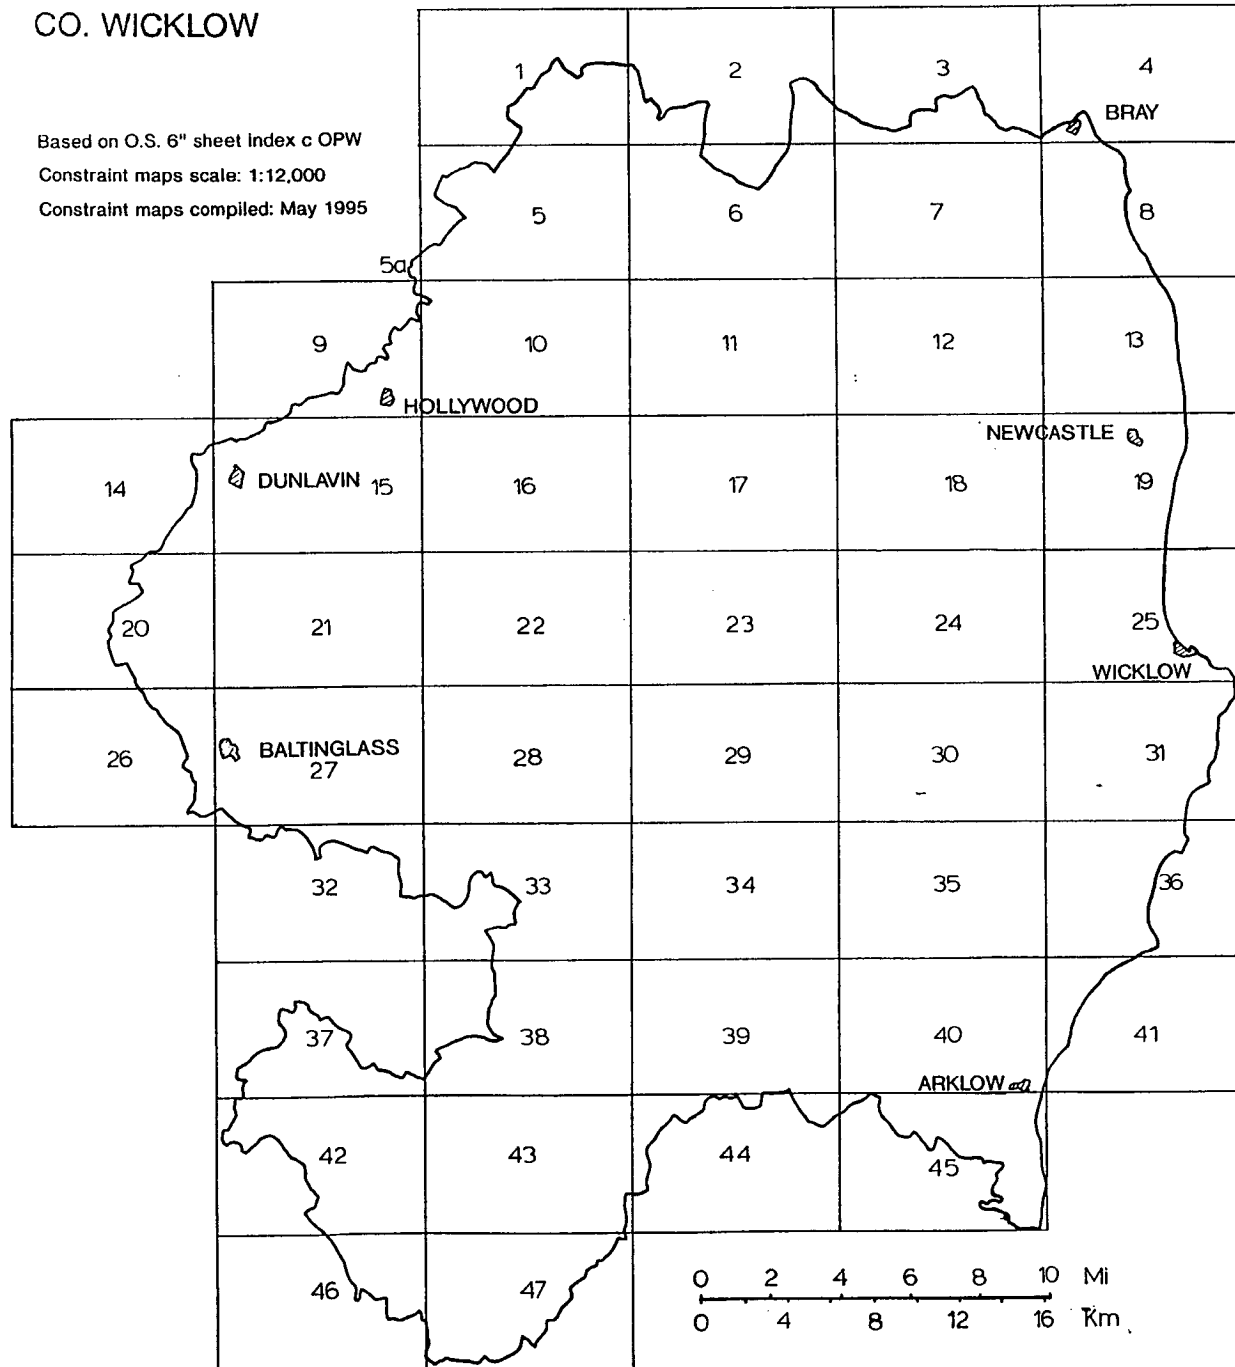 CO. WICKLOW
Based on O.S. 6" sheet index c OPW
Constraint maps scale: 1:12,000
Constraint maps compiled: May 1995
1 2 3 4
BRAY
5 6 7 8
5a
9 10 11 12 13
HOLLYWOOD
NEWCASTLE
14 DUNLAVIN 15 16 17 18 19
20 21 22 23 24 25
WICKLOW
26 BALTINGLASS 27 28 29 30 31
32 33 34 35 36
37 38 39 40 41
ARKLOW
42 43 44 45
46 47
0 2 4 6 8 10 Mi
0 4 8 12 16 Km